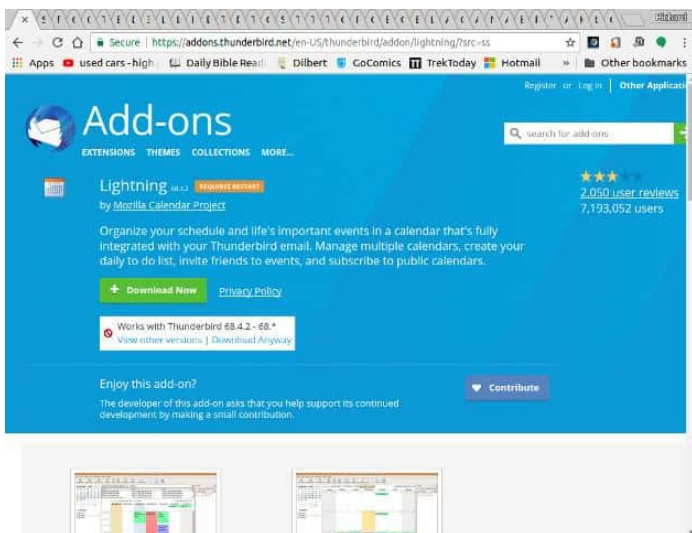 Richard
Secure | https://addons.thunderbird.net/en-US/thunderbird/addon/lightning/?src=ss
Apps used cars - high Daily Bible Read Dilbert GoComics TrekToday Hotmail » Other bookmarks
Register or Log in | Other Applicati
Add-ons
search for add-ons
EXTENSIONS THEMES COLLECTIONS MORE...
Lightning 68.4.2 REQUIRES RESTART
by Mozilla Calendar Project
2,050 user reviews
7,193,052 users
Organize your schedule and life's important events in a calendar that's fully
integrated with your Thunderbird email. Manage multiple calendars, create your
daily to do list, invite friends to events, and subscribe to public calendars.
+ Download Now Privacy Policy
Works with Thunderbird 68.4.2 - 68.*
View other versions | Download Anyway
Enjoy this add-on?
The developer of this add-on asks that you help support its continued
development by making a small contribution.
Contribute